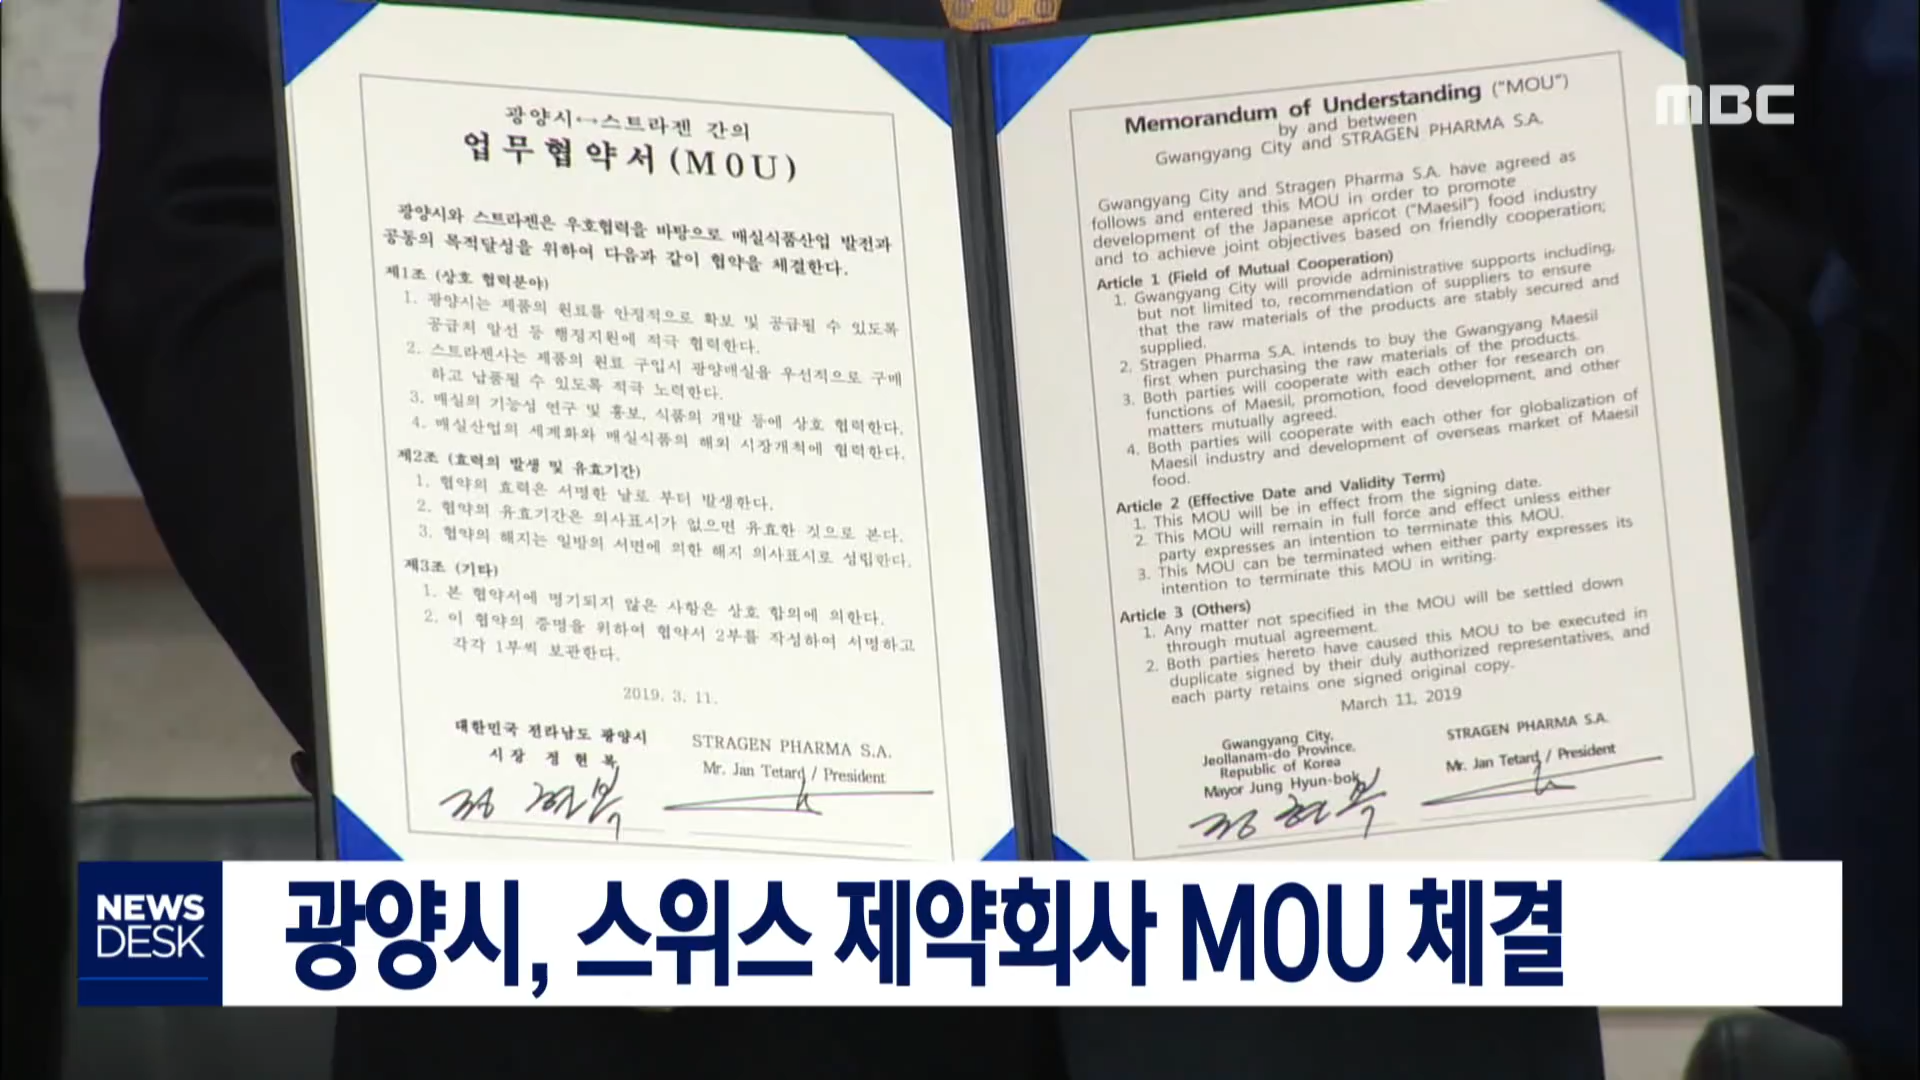 광양시↔스트라젠 간의
업무협약서(MOU)
광양시와 스트라젠은 우호협력을 바탕으로 매실식품산업 발전과
공동의 목적달성을 위하여 다음과 같이 협약을 체결한다.
제1조 (상호 협력분야)
1. 광양시는 제품의 원료를 안정적으로 확보 및 공급될 수 있도록
공급처 알선 등 행정지원에 적극 협력한다.
2. 스트라젠사는 제품의 원료 구입시 광양매실을 우선적으로 구매
하고 납품될 수 있도록 적극 노력한다.
3. 매실의 기능성 연구 및 홍보, 식품의 개발 등에 상호 협력한다.
4. 매실산업의 세계화와 매실식품의 해외 시장개척에 협력한다.
제2조 (효력의 발생 및 유효기간)
1. 협약의 효력은 서명한 날로 부터 발생한다.
2. 협약의 유효기간은 의사표시가 없으면 유효한 것으로 본다.
3. 협약의 해지는 일방의 서면에 의한 해지 의사표시로 성립한다.
제3조 (기타)
1. 본 협약서에 명기되지 않은 사항은 상호 합의에 의한다.
2. 이 협약의 증명을 위하여 협약서 2부를 작성하여 서명하고
각각 1부씩 보관한다.
2019. 3. 11.
대한민국 전라남도 광양시
시장 정현복
정현복
STRAGEN PHARMA S.A.
Mr. Jan Tetard / President
Memorandum of Understanding ("MOU")
by and between
Gwangyang City and STRAGEN PHARMA S.A.
Gwangyang City and Stragen Pharma S.A. have agreed as
follows and entered this MOU in order to promote
development of the Japanese apricot ("Maesil") food industry
and to achieve joint objectives based on friendly cooperation;
Article 1 (Field of Mutual Cooperation)
1. Gwangyang City will provide administrative supports including,
but not limited to, recommendation of suppliers to ensure
that the raw materials of the products are stably secured and
supplied.
2. Stragen Pharma S.A. intends to buy the Gwangyang Maesil
first when purchasing the raw materials of the products.
3. Both parties will cooperate with each other for research on
functions of Maesil, promotion, food development, and other
matters mutually agreed.
4. Both parties will cooperate with each other for globalization of
Maesil industry and development of overseas market of Maesil
food.
Article 2 (Effective Date and Validity Term)
1. This MOU will be in effect from the signing date.
2. This MOU will remain in full force and effect unless either
party expresses an intention to terminate this MOU.
3. This MOU can be terminated when either party expresses its
intention to terminate this MOU in writing.
Article 3 (Others)
1. Any matter not specified in the MOU will be settled down
through mutual agreement.
2. Both parties hereto have caused this MOU to be executed in
duplicate signed by their duly authorized representatives, and
each party retains one signed original copy.
March 11, 2019
Gwangyang City,
Jeollanam-do Province,
Republic of Korea
Mayor Jung Hyun-bok
정현복
STRAGEN PHARMA S.A.
Mr. Jan Tetard / President
MBC
NEWS
DESK
광양시, 스위스 제약회사 MOU 체결